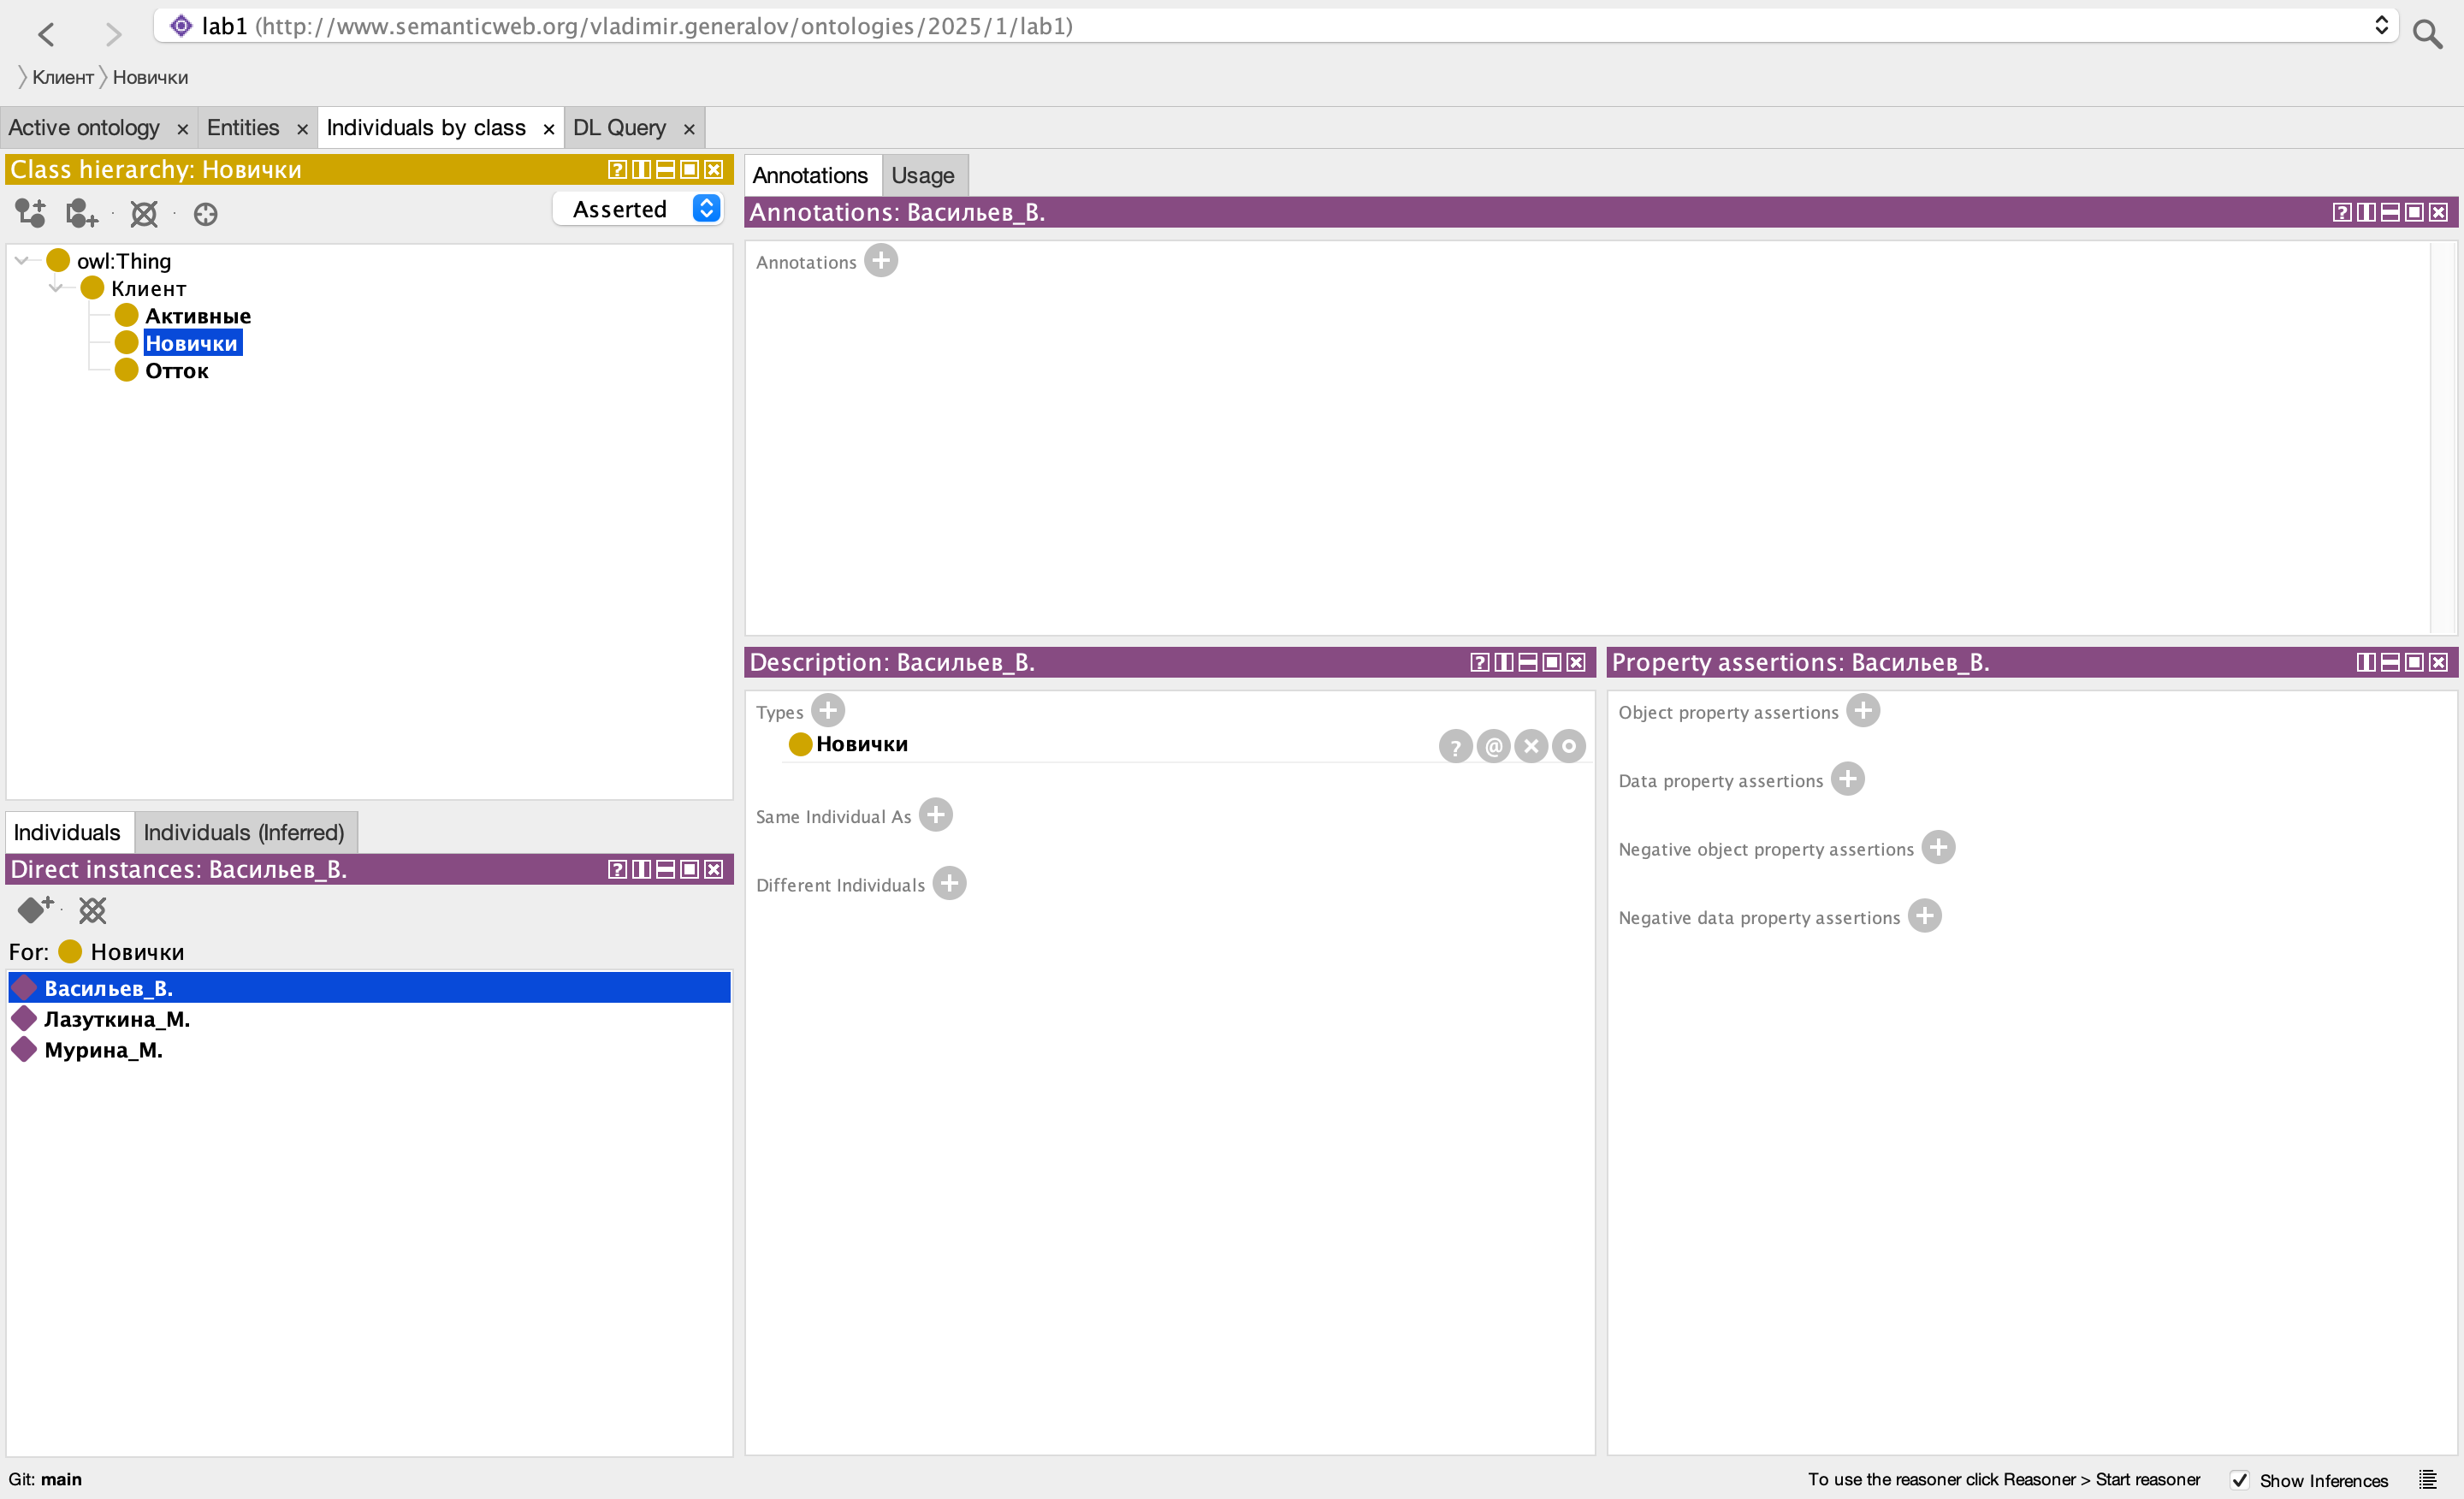 lab1 (http://www.semanticweb.org/vladimir.generalov/ontologies/2025/1/lab1)
Клиент Новички
Active ontology × Entities × Individuals by class × DL Query ×
Class hierarchy: Новички
Asserted
owl:Thing
Клиент
Активные
Новички
Отток
Annotations Usage
Annotations: Васильев_В.
Annotations
Description: Васильев_В.
Types
Новички
Same Individual As
Different Individuals
Property assertions: Васильев_В.
Object property assertions
Data property assertions
Negative object property assertions
Negative data property assertions
Individuals Individuals (Inferred)
Direct instances: Васильев_В.
For: Новички
Васильев_В.
Лазуткина_М.
Мурина_М.
Git: main
To use the reasoner click Reasoner > Start reasoner Show Inferences